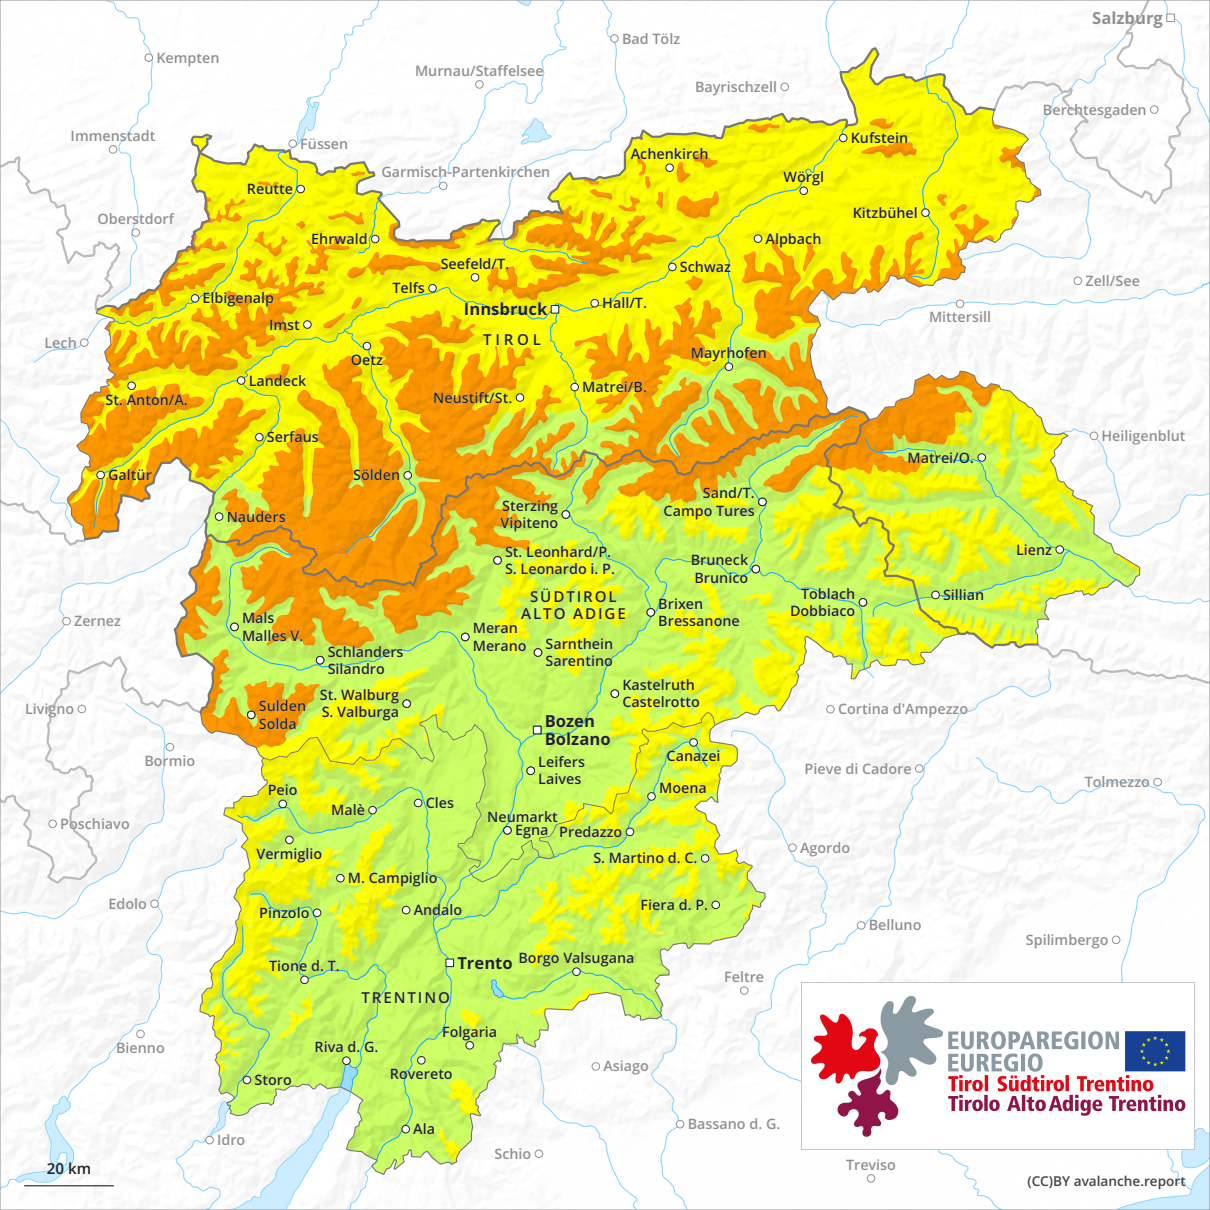 Salzburg
Bad Tölz
Kempten
Murnau/Staffelsee
Bayrischzell
Berchtesgaden
Immenstadt
Füssen
Kufstein
Achenkirch
Garmisch-Partenkirchen
Wörgl
Reutte
Oberstdorf
Kitzbühel
Ehrwald
Alpbach
Seefeld/T.
Schwaz
Zell/See
Telfs
Elbigenalp
Hall/T.
Innsbruck
Mittersill
Imst
TIROL
Lech
Oetz
Mayrhofen
Landeck
Matrei/B.
St. Anton/A.
Neustift/St.
Serfaus
Heiligenblut
Matrei/O.
Galtür
Sölden
Sand/T.
Campo Tures
Sterzing
Vipiteno
Nauders
Lienz
St. Leonhard/P.
S. Leonardo i. P.
Bruneck
Brunico
SÜDTIROL
ALTO ADIGE
Toblach
Dobbiaco
Sillian
Brixen
Bressanone
Zernez
Mals
Malles V.
Meran
Merano
Sarnthein
Sarentino
Schlanders
Silandro
Kastelruth
Castelrotto
St. Walburg
S. Valburga
Livigno
Sulden
Solda
Cortina d'Ampezzo
Bozen
Bolzano
Bormio
Canazei
Leifers
Laives
Pieve di Cadore
Tolmezzo
Peio
Moena
Malè
Cles
Neumarkt
Egna
Predazzo
Poschiavo
Vermiglio
S. Martino d. C.
Agordo
M. Campiglio
Edolo
Pinzolo
Andalo
Fiera d. P.
Belluno
Spilimbergo
Trento
Borgo Valsugana
Tione d. T.
Feltre
TRENTINO
Folgaria
Bienno
Riva d. G.
Rovereto
Asiago
Storo
EUROPAREGION
EUREGIO
Tirol Südtirol Trentino
Tirolo Alto Adige Trentino
Ala
Bassano d. G.
Idro
Schio
Treviso
20 km
(CC)BY avalanche.report